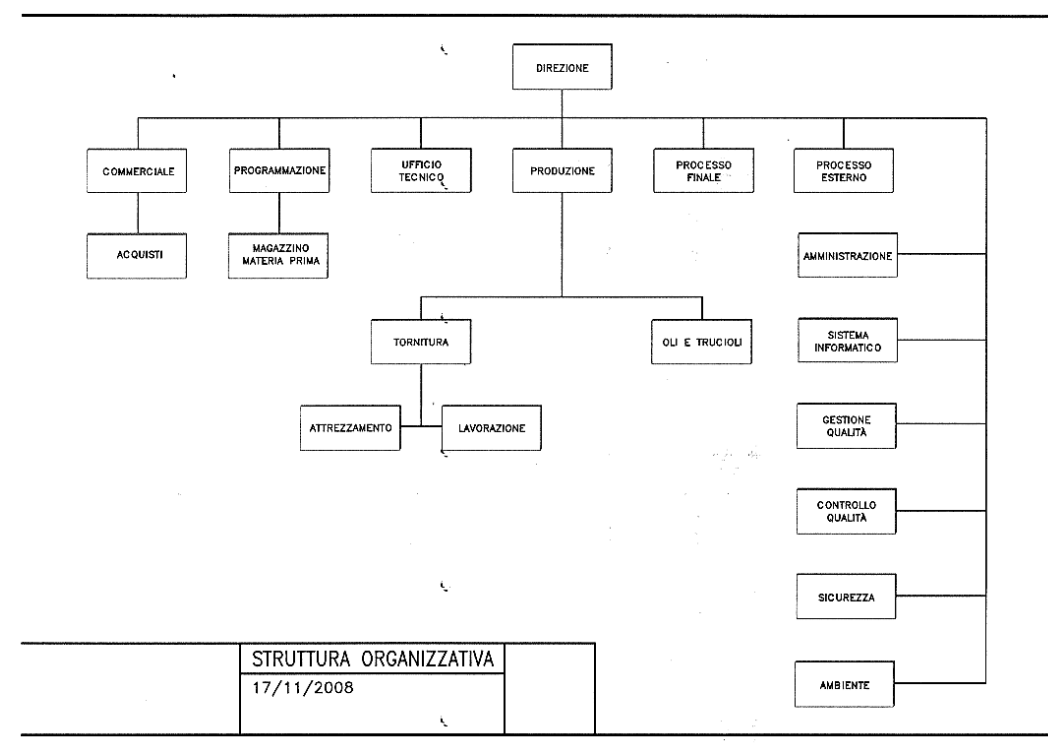 DIREZIONE
COMMERCIALE
PROGRAMMAZIONE
UFFICIO
TECNICO
PRODUZIONE
PROCESSO
FINALE
PROCESSO
ESTERNO
ACQUISTI
MAGAZZINO
MATERIA PRIMA
AMMINISTRAZIONE
TORNITURA
OLI E TRUCIOLI
SISTEMA
INFORMATICO
ATTREZZAMENTO
LAVORAZIONE
GESTIONE
QUALITÀ
CONTROLLO
QUALITÀ
SICUREZZA
AMBIENTE
STRUTTURA ORGANIZZATIVA
17/11/2008